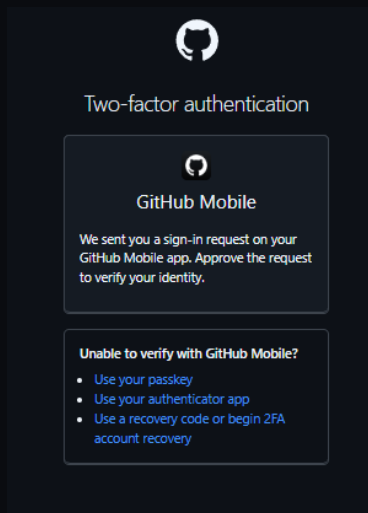 Two-factor authentication
GitHub Mobile
We sent you a sign-in request on your
GitHub Mobile app. Approve the request
to verify your identity.
Unable to verify with GitHub Mobile?
Use your passkey
Use your authenticator app
Use a recovery code or begin 2FA
account recovery